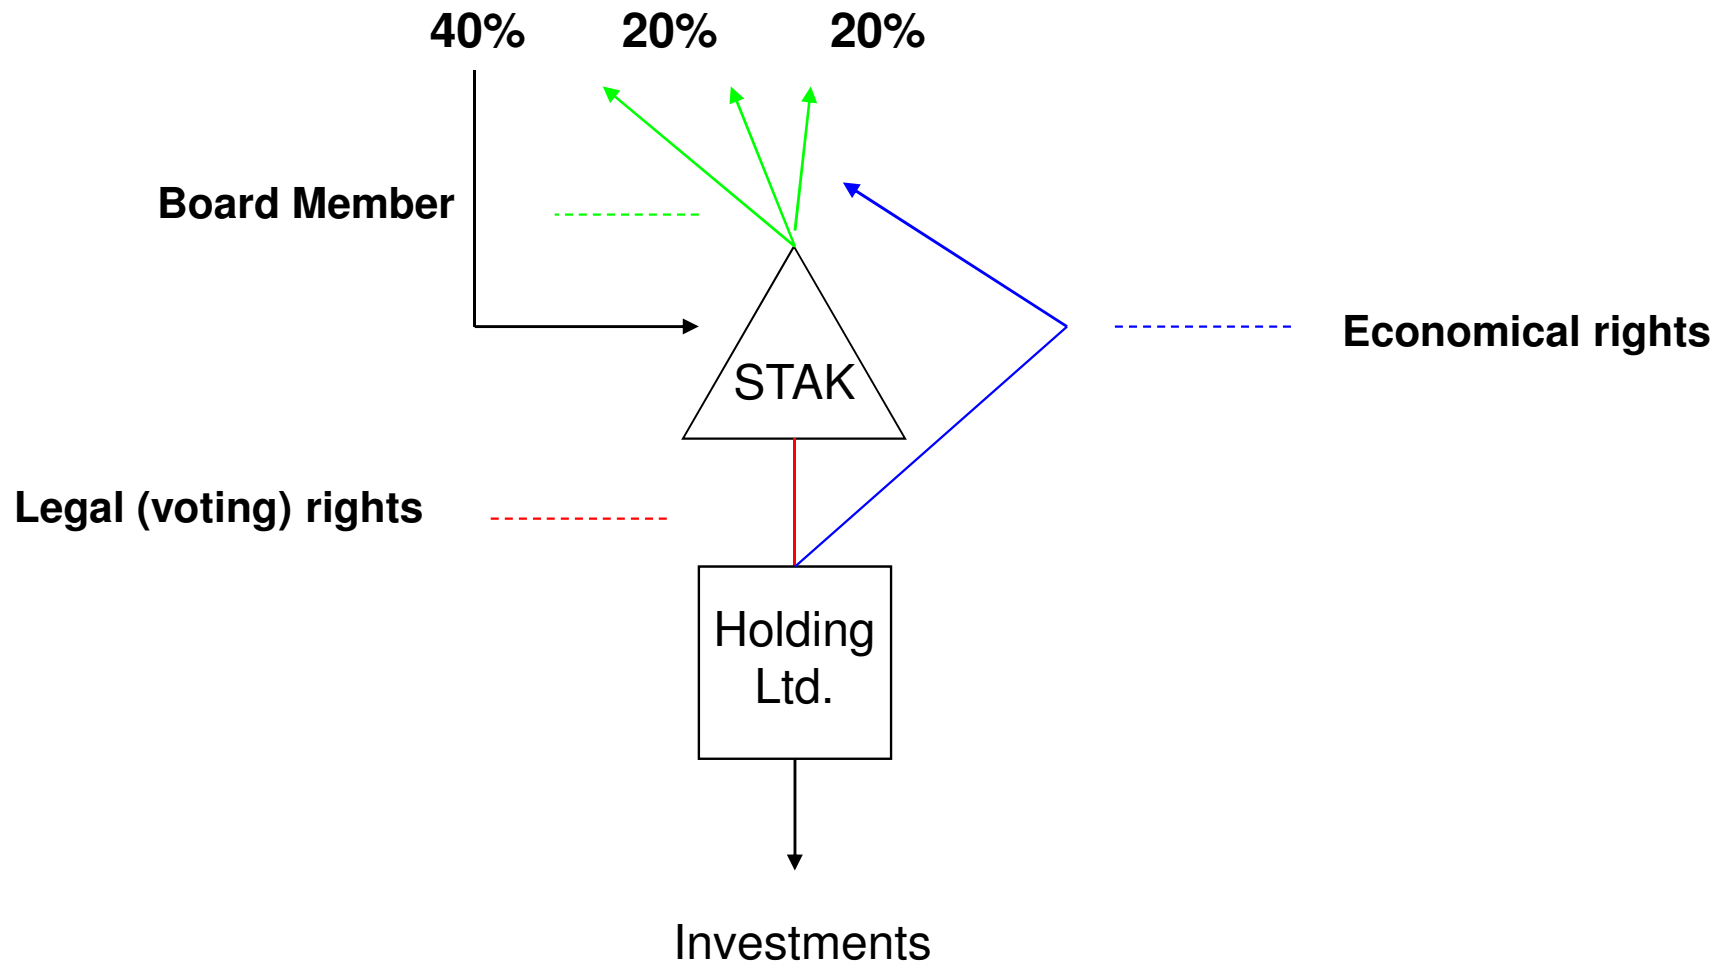 40% 20% 20%
Board Member
Economical rights
STAK
Legal (voting) rights
Holding
Ltd.
Investments